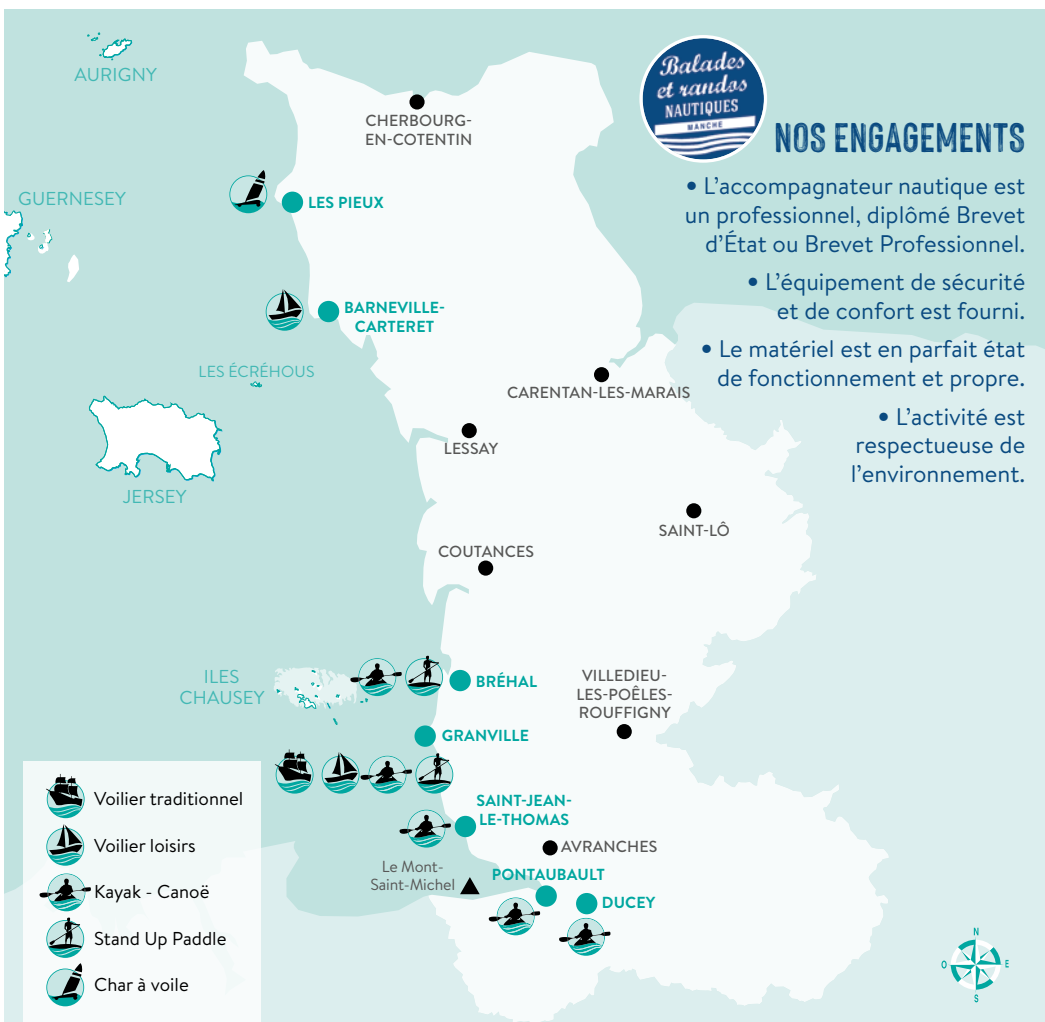 AURIGNY
CHERBOURG-
EN-COTENTIN
Balades
et randos
NAUTIQUES
MANCHE
NOS ENGAGEMENTS
• L'accompagnateur nautique est
un professionnel, diplômé Brevet
d'État ou Brevet Professionnel.
• L'équipement de sécurité
et de confort est fourni.
• Le matériel est en parfait état
de fonctionnement et propre.
• L'activité est
respectueuse de
l'environnement.
GUERNESEY
LES PIEUX
BARNEVILLE-
CARTERET
LES ÉCRÉHOUS
CARENTAN-LES-MARAIS
LESSAY
JERSEY
SAINT-LÔ
COUTANCES
ILES
CHAUSEY
BRÉHAL
VILLEDIEU-
LES-POÊLES-
ROUFFIGNY
GRANVILLE
SAINT-JEAN-
LE-THOMAS
AVRANCHES
Le Mont-
Saint-Michel
PONTAUBAULT
DUCEY
Voilier traditionnel
Voilier loisirs
Kayak - Canoë
Stand Up Paddle
Char à voile
N
O
E
S